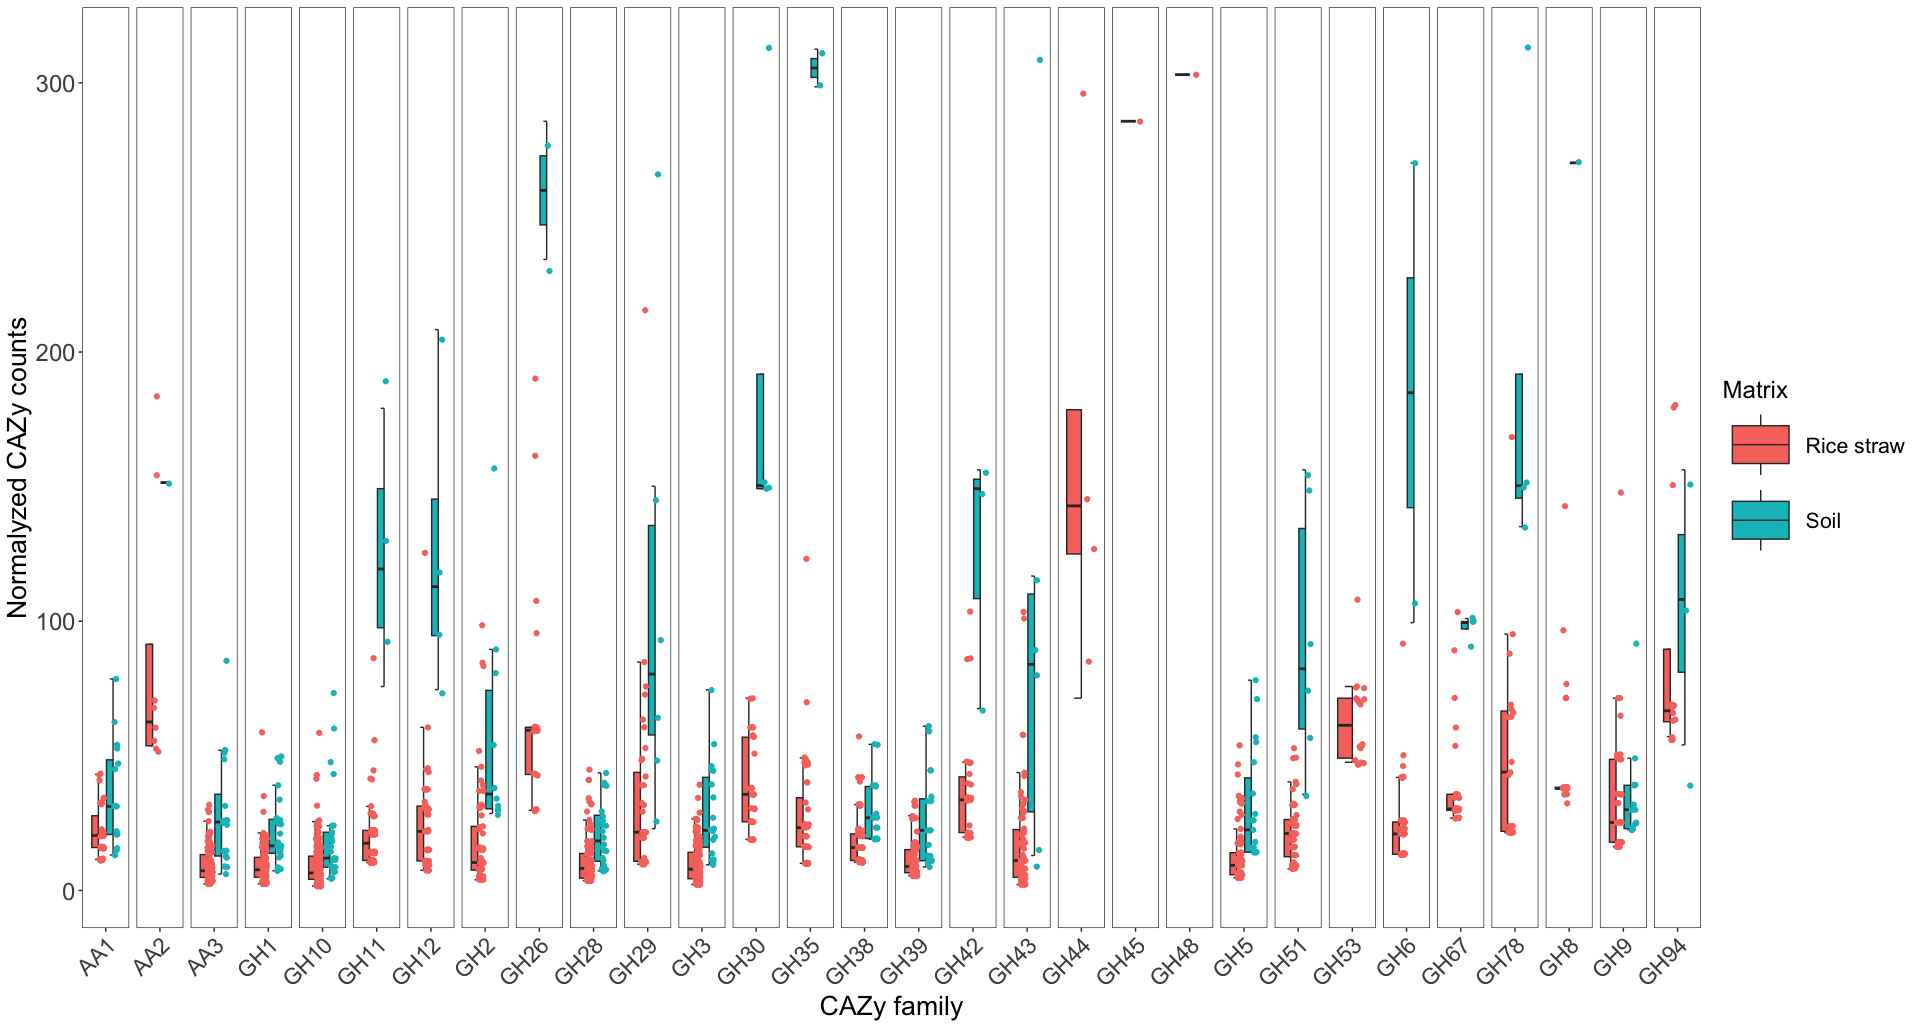 Normalyzed CAZy counts
300
200
100
0
AA1
AA2
AA3
GH1
GH10
GH11
GH12
GH2
GH26
GH28
GH29
GH3
GH30
GH35
GH38
GH39
GH42
GH43
GH44
GH45
GH48
GH5
GH51
GH53
GH6
GH67
GH78
GH8
GH9
GH94
CAZy family
Matrix
Rice straw
Soil